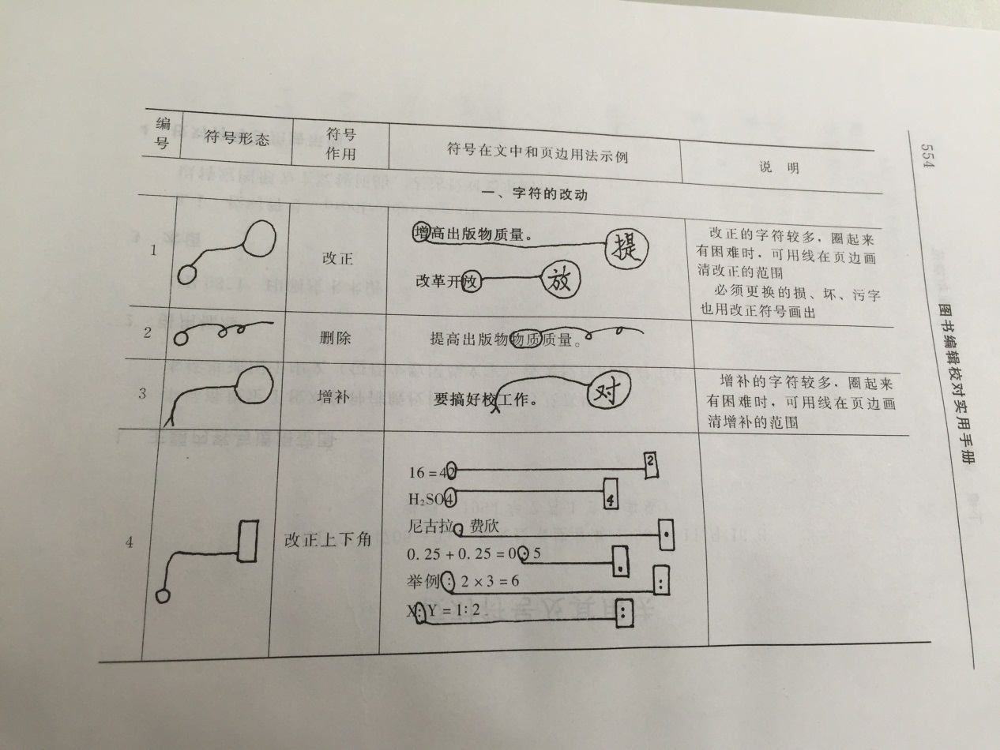 编号 符号形态 符号作用 符号在文中和页边用法示例 说 明
一、字符的改动
1 改正
增高出版物质量。 提
改革开放 放
改正的字符较多，圈起来
有困难时，可用线在页边画
清改正的范围
必须更换的损、坏、污字
也用改正符号画出
2 删除
提高出版物物质质量。
3 增补
要搞好校工作。 对
增补的字符较多，圈起来
有困难时，可用线在页边画
清增补的范围
4 改正上下角
16＝42 2
H₂SO4 4
尼古拉．费欣 ·
0.25＋0.25＝0·5 .
举例∶2×3＝6 :
X:Y＝1∶2 :
554
图书编辑校对实用手册